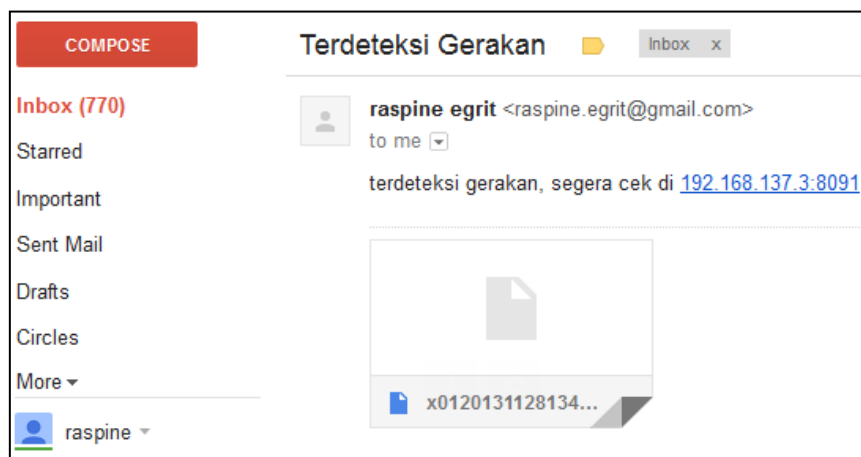 COMPOSE
Terdeteksi Gerakan
Inbox x
Inbox (770)
Starred
Important
Sent Mail
Drafts
Circles
More
raspine
raspine egrit <raspine.egrit@gmail.com>
to me
terdeteksi gerakan, segera cek di 192.168.137.3:8091
x0120131128134...